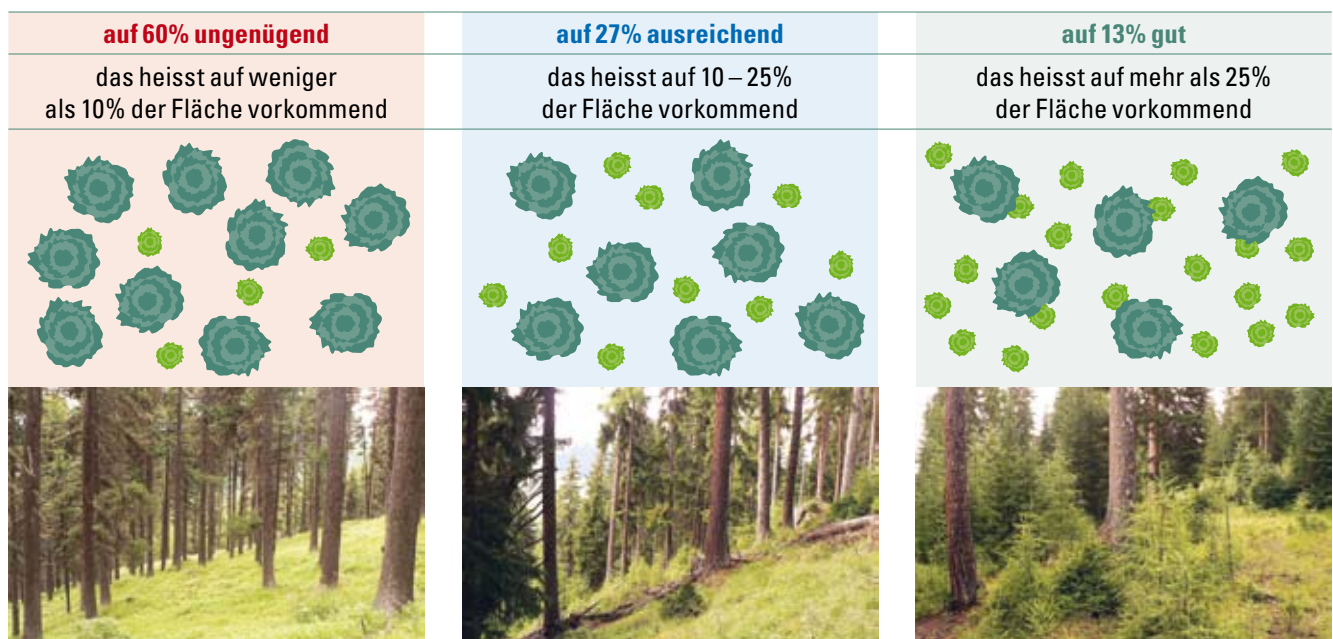 auf 60% ungenügend
das heisst auf weniger
als 10% der Fläche vorkommend
auf 27% ausreichend
das heisst auf 10 – 25%
der Fläche vorkommend
auf 13% gut
das heisst auf mehr als 25%
der Fläche vorkommend